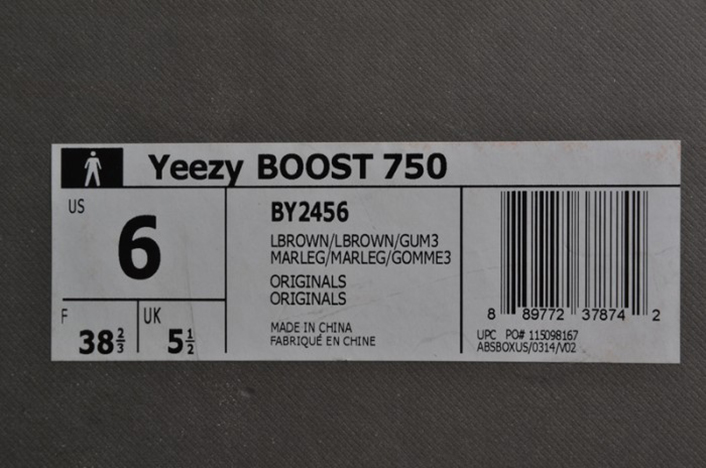 Yeezy BOOST 750
US
6
F
38 2/3
UK
5 1/2
BY2456
LBROWN/LBROWN/GUM3
MARLEG/MARLEG/GOMME3
ORIGINALS
ORIGINALS
MADE IN CHINA
FABRIQUÉ EN CHINE
8 89772 37874 2
UPC PO# 115098167
ABSBOXUS/0314/V02